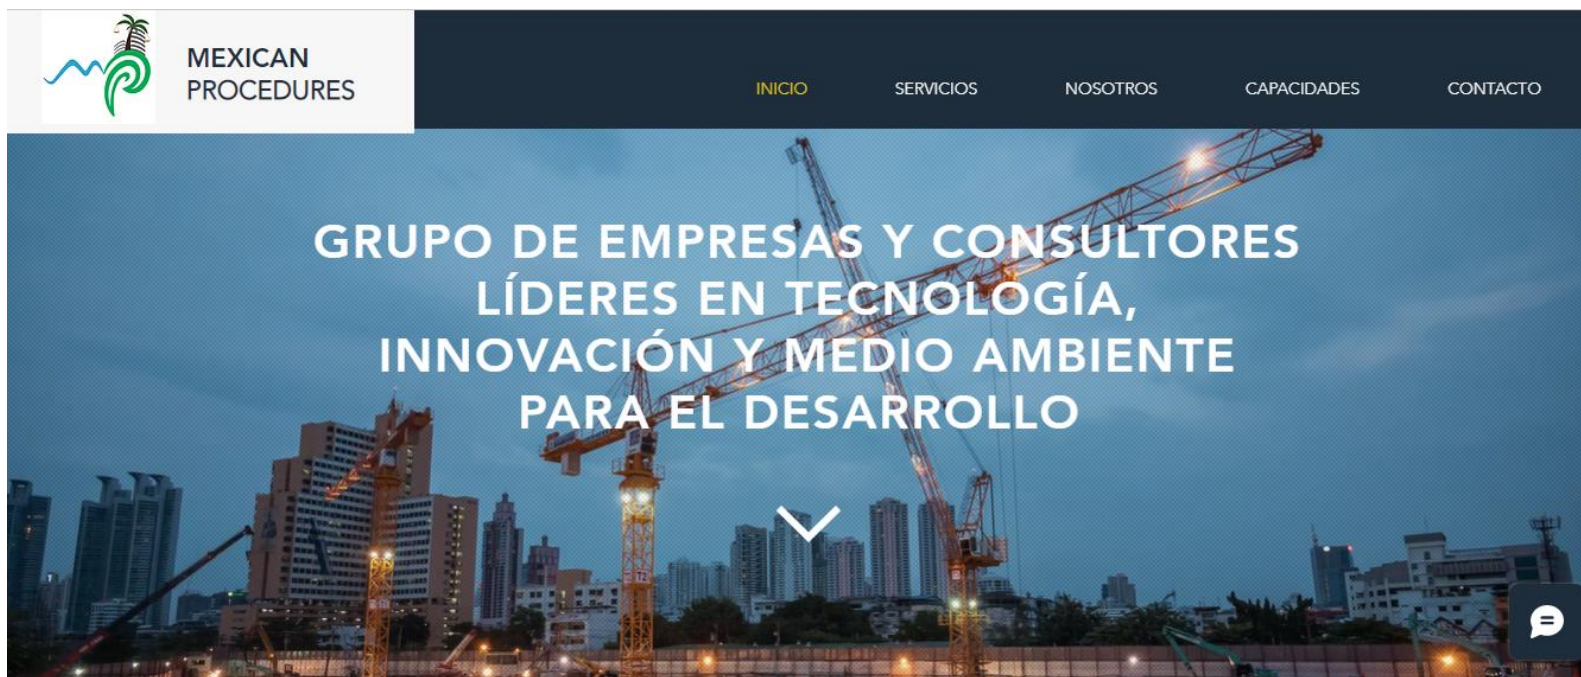 MEXICAN
PROCEDURES
INICIO SERVICIOS NOSOTROS CAPACIDADES CONTACTO
GRUPO DE EMPRESAS Y CONSULTORES
LÍDERES EN TECNOLOGÍA,
INNOVACIÓN Y MEDIO AMBIENTE
PARA EL DESARROLLO
T2